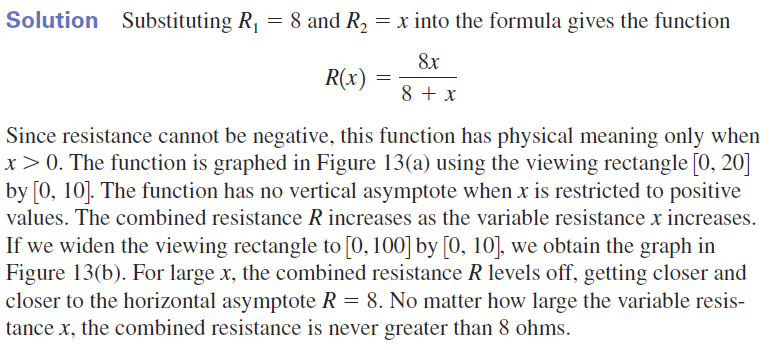 Solution Substituting R₁ = 8 and R₂ = x into the formula gives the function
R(x) = 8x / (8 + x)
Since resistance cannot be negative, this function has physical meaning only when
x > 0. The function is graphed in Figure 13(a) using the viewing rectangle [0, 20]
by [0, 10]. The function has no vertical asymptote when x is restricted to positive
values. The combined resistance R increases as the variable resistance x increases.
If we widen the viewing rectangle to [0, 100] by [0, 10], we obtain the graph in
Figure 13(b). For large x, the combined resistance R levels off, getting closer and
closer to the horizontal asymptote R = 8. No matter how large the variable resis-
tance x, the combined resistance is never greater than 8 ohms.